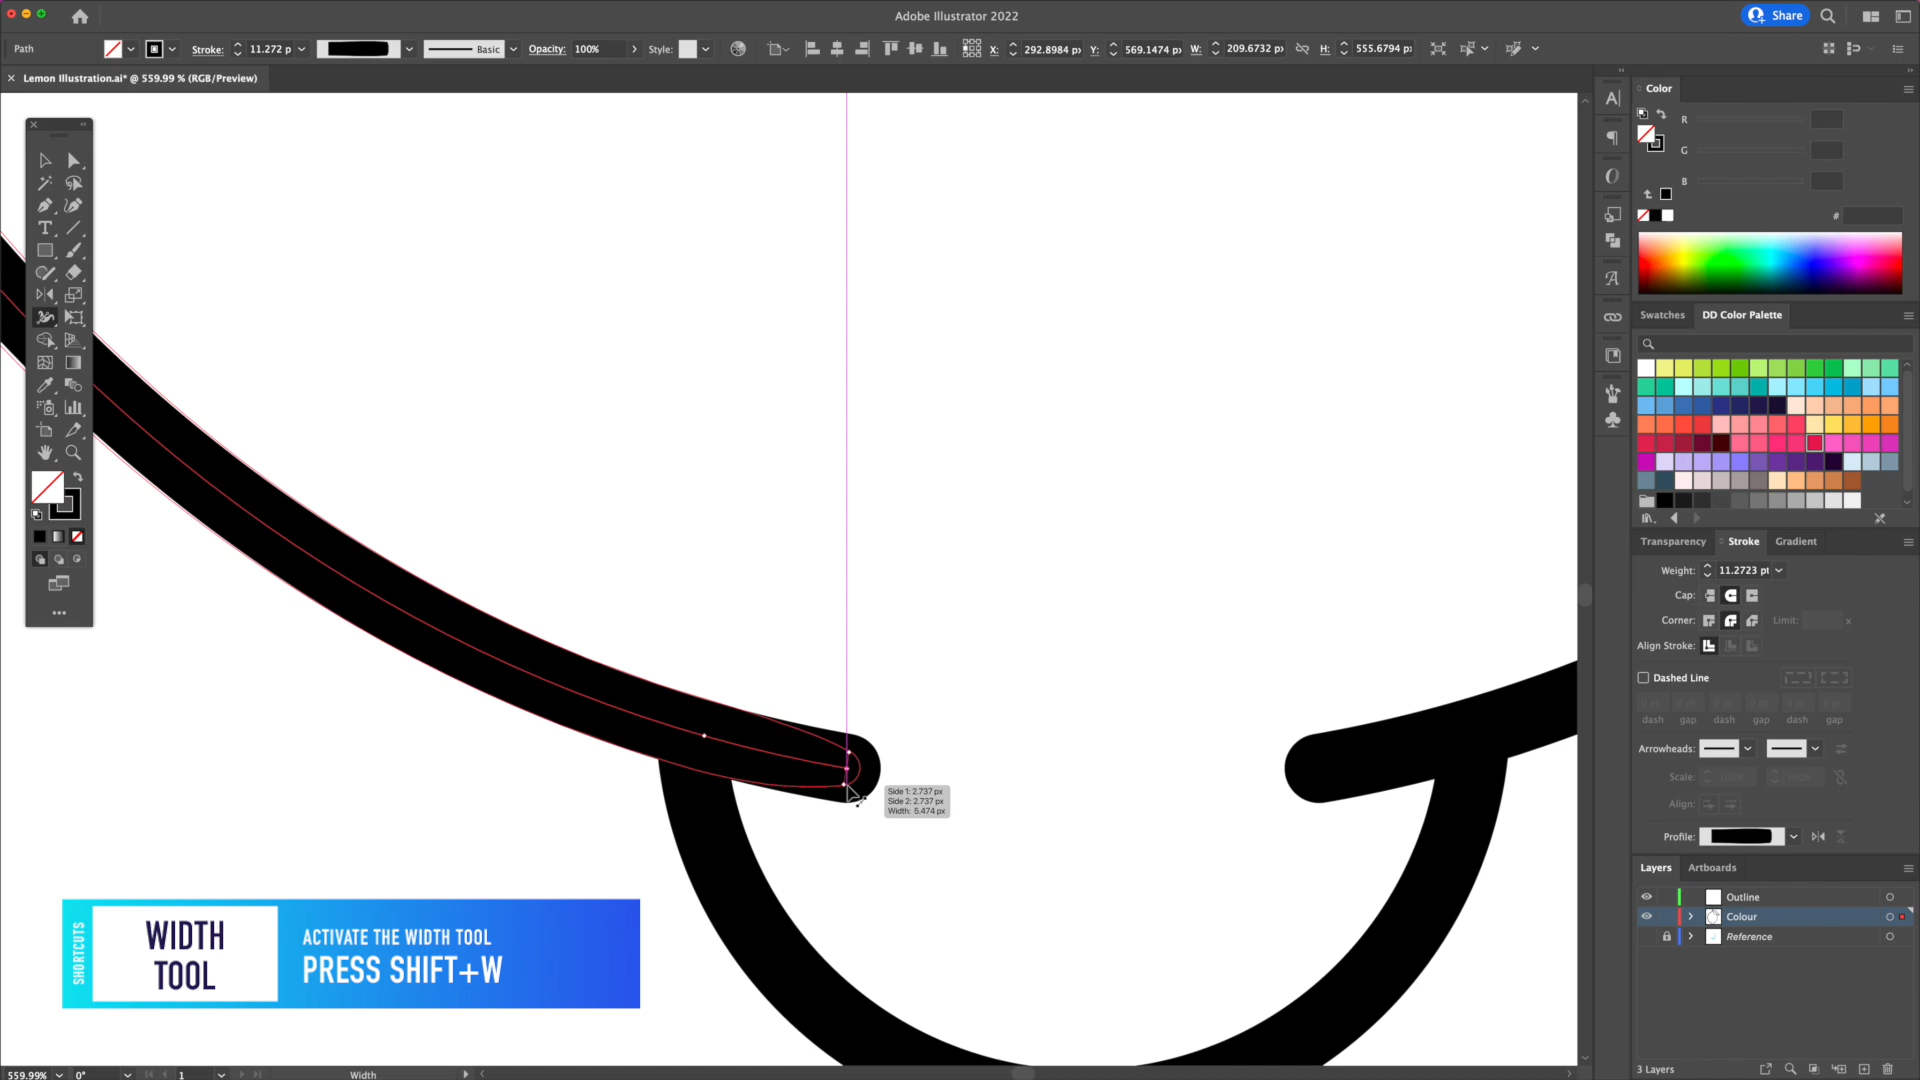 Adobe Illustrator 2022
Share
Path
Stroke:
11.272 p
Basic
Opacity:
100%
Style:
X:
292.8984 p
Y:
569.1474 p
W:
209.6732 p
H:
555.6794 p
Lemon Illustration.ai* @ 559.99 % (RGB/Preview)
Color
R
G
B
#
Swatches
DD Color Palette
Transparency
Stroke
Gradient
Weight:
11.2723 pt
Cap:
Corner:
Limit:
x
Align Stroke:
Dashed Line
0 pt
dash
gap
dash
gap
dash
gap
Arrowheads:
Scale:
100%
100%
Align:
Profile:
Layers
Artboards
Outline
Colour
Reference
3 Layers
Side 1: 2.737 px
Side 2: 2.737 px
Width: 5.474 px
SHORTCUTS
WIDTH
TOOL
ACTIVATE THE WIDTH TOOL
PRESS SHIFT+W
559.99%
0°
1
Width